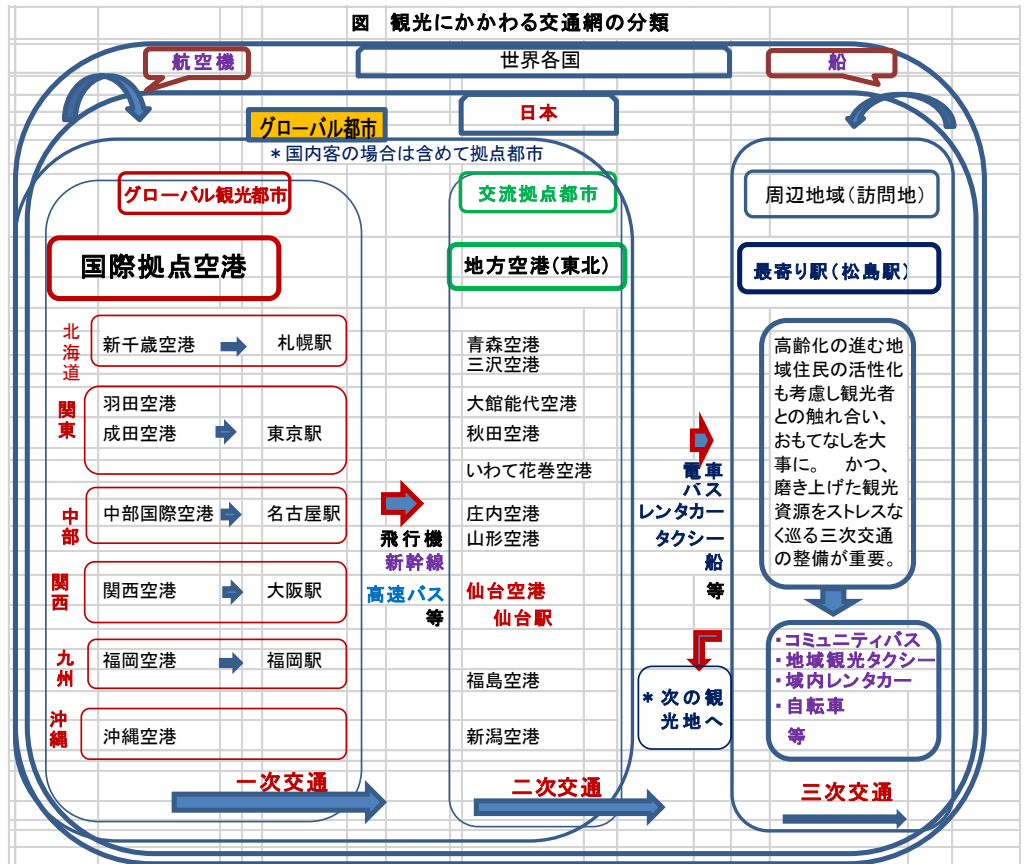 図 観光にかかわる交通網の分類
航空機
世界各国
船
日本
グローバル都市
＊国内客の場合は含めて拠点都市
グローバル観光都市
交流拠点都市
周辺地域(訪問地)
国際拠点空港
地方空港(東北)
最寄り駅(松島駅)
北海道
新千歳空港
札幌駅
関東
羽田空港
成田空港
東京駅
中部
中部国際空港
名古屋駅
関西
関西空港
大阪駅
九州
福岡空港
福岡駅
沖縄
沖縄空港
一次交通
飛行機
新幹線
高速バス
等
青森空港
三沢空港
大館能代空港
秋田空港
いわて花巻空港
庄内空港
山形空港
仙台空港
仙台駅
福島空港
新潟空港
二次交通
電車
バス
レンタカー
タクシー
船
等
＊次の観
光地へ
高齢化の進む地
域住民の活性化
も考慮し観光者
との触れ合い、
おもてなしを大
事に。 かつ、
磨き上げた観光
資源をストレスな
く巡る三次交通
の整備が重要。
・コミュニティバス
・地域観光タクシー
・域内レンタカー
・自転車
等
三次交通